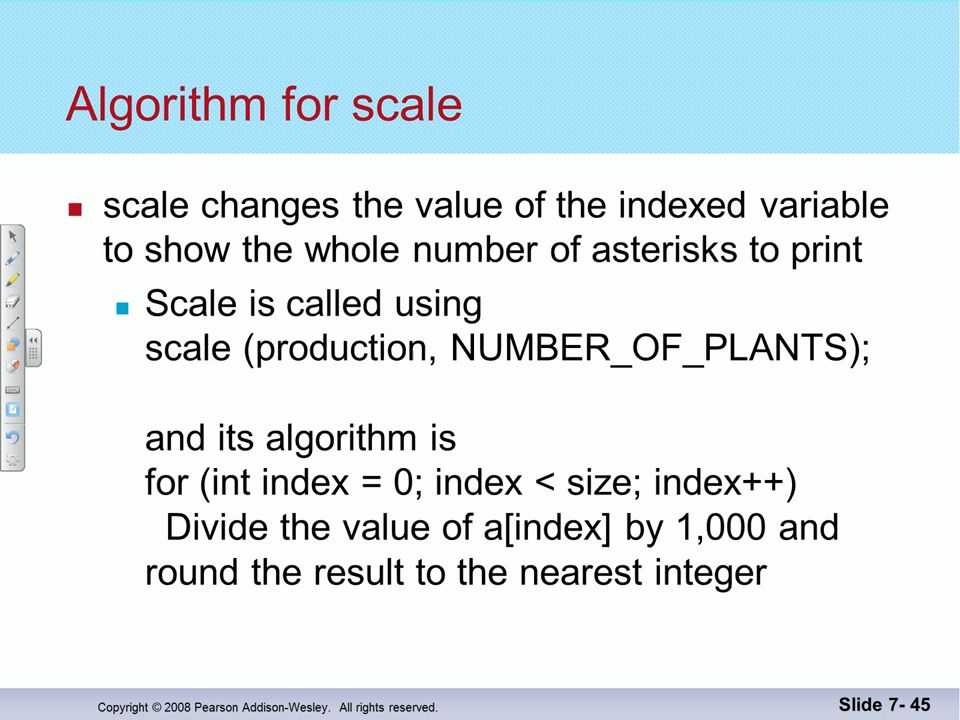 Algorithm for scale
scale changes the value of the indexed variable
to show the whole number of asterisks to print
Scale is called using
scale (production, NUMBER_OF_PLANTS);
and its algorithm is
for (int index = 0; index < size; index++)
Divide the value of a[index] by 1,000 and
round the result to the nearest integer
Copyright © 2008 Pearson Addison-Wesley. All rights reserved.
Slide 7- 45